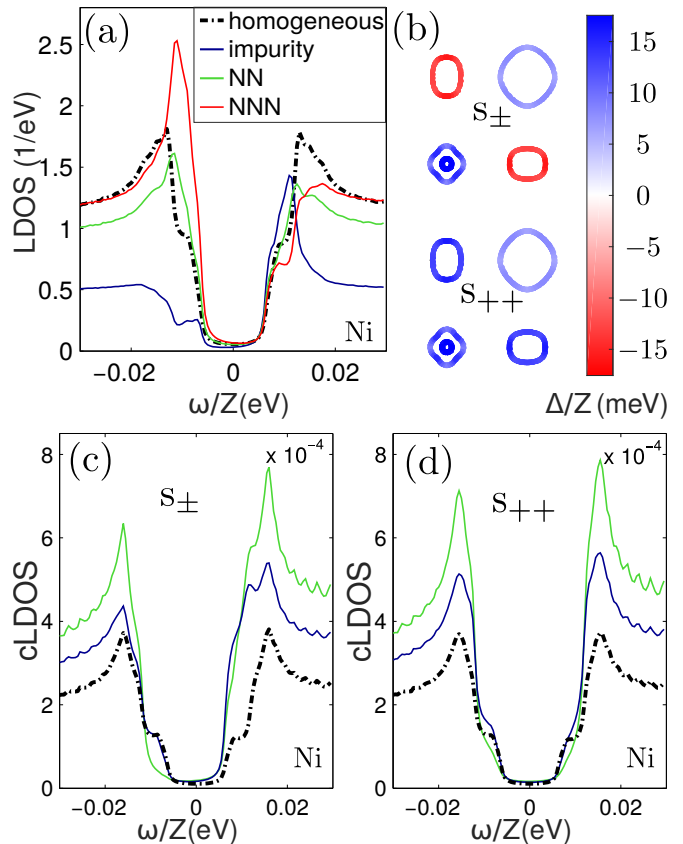 (a)
homogeneous
impurity
NN
NNN
LDOS (1/eV)
2.5
2
1.5
1
0.5
0
−0.02
0
0.02
ω/Z(eV)
Ni
(b)
s±
s++
15
10
5
0
−5
−10
−15
Δ/Z (meV)
(c)
s±
x 10⁻⁴
cLDOS
8
6
4
2
0
−0.02
0
0.02
ω/Z(eV)
Ni
(d)
s++
x 10⁻⁴
cLDOS
8
6
4
2
0
−0.02
0
0.02
ω/Z(eV)
Ni